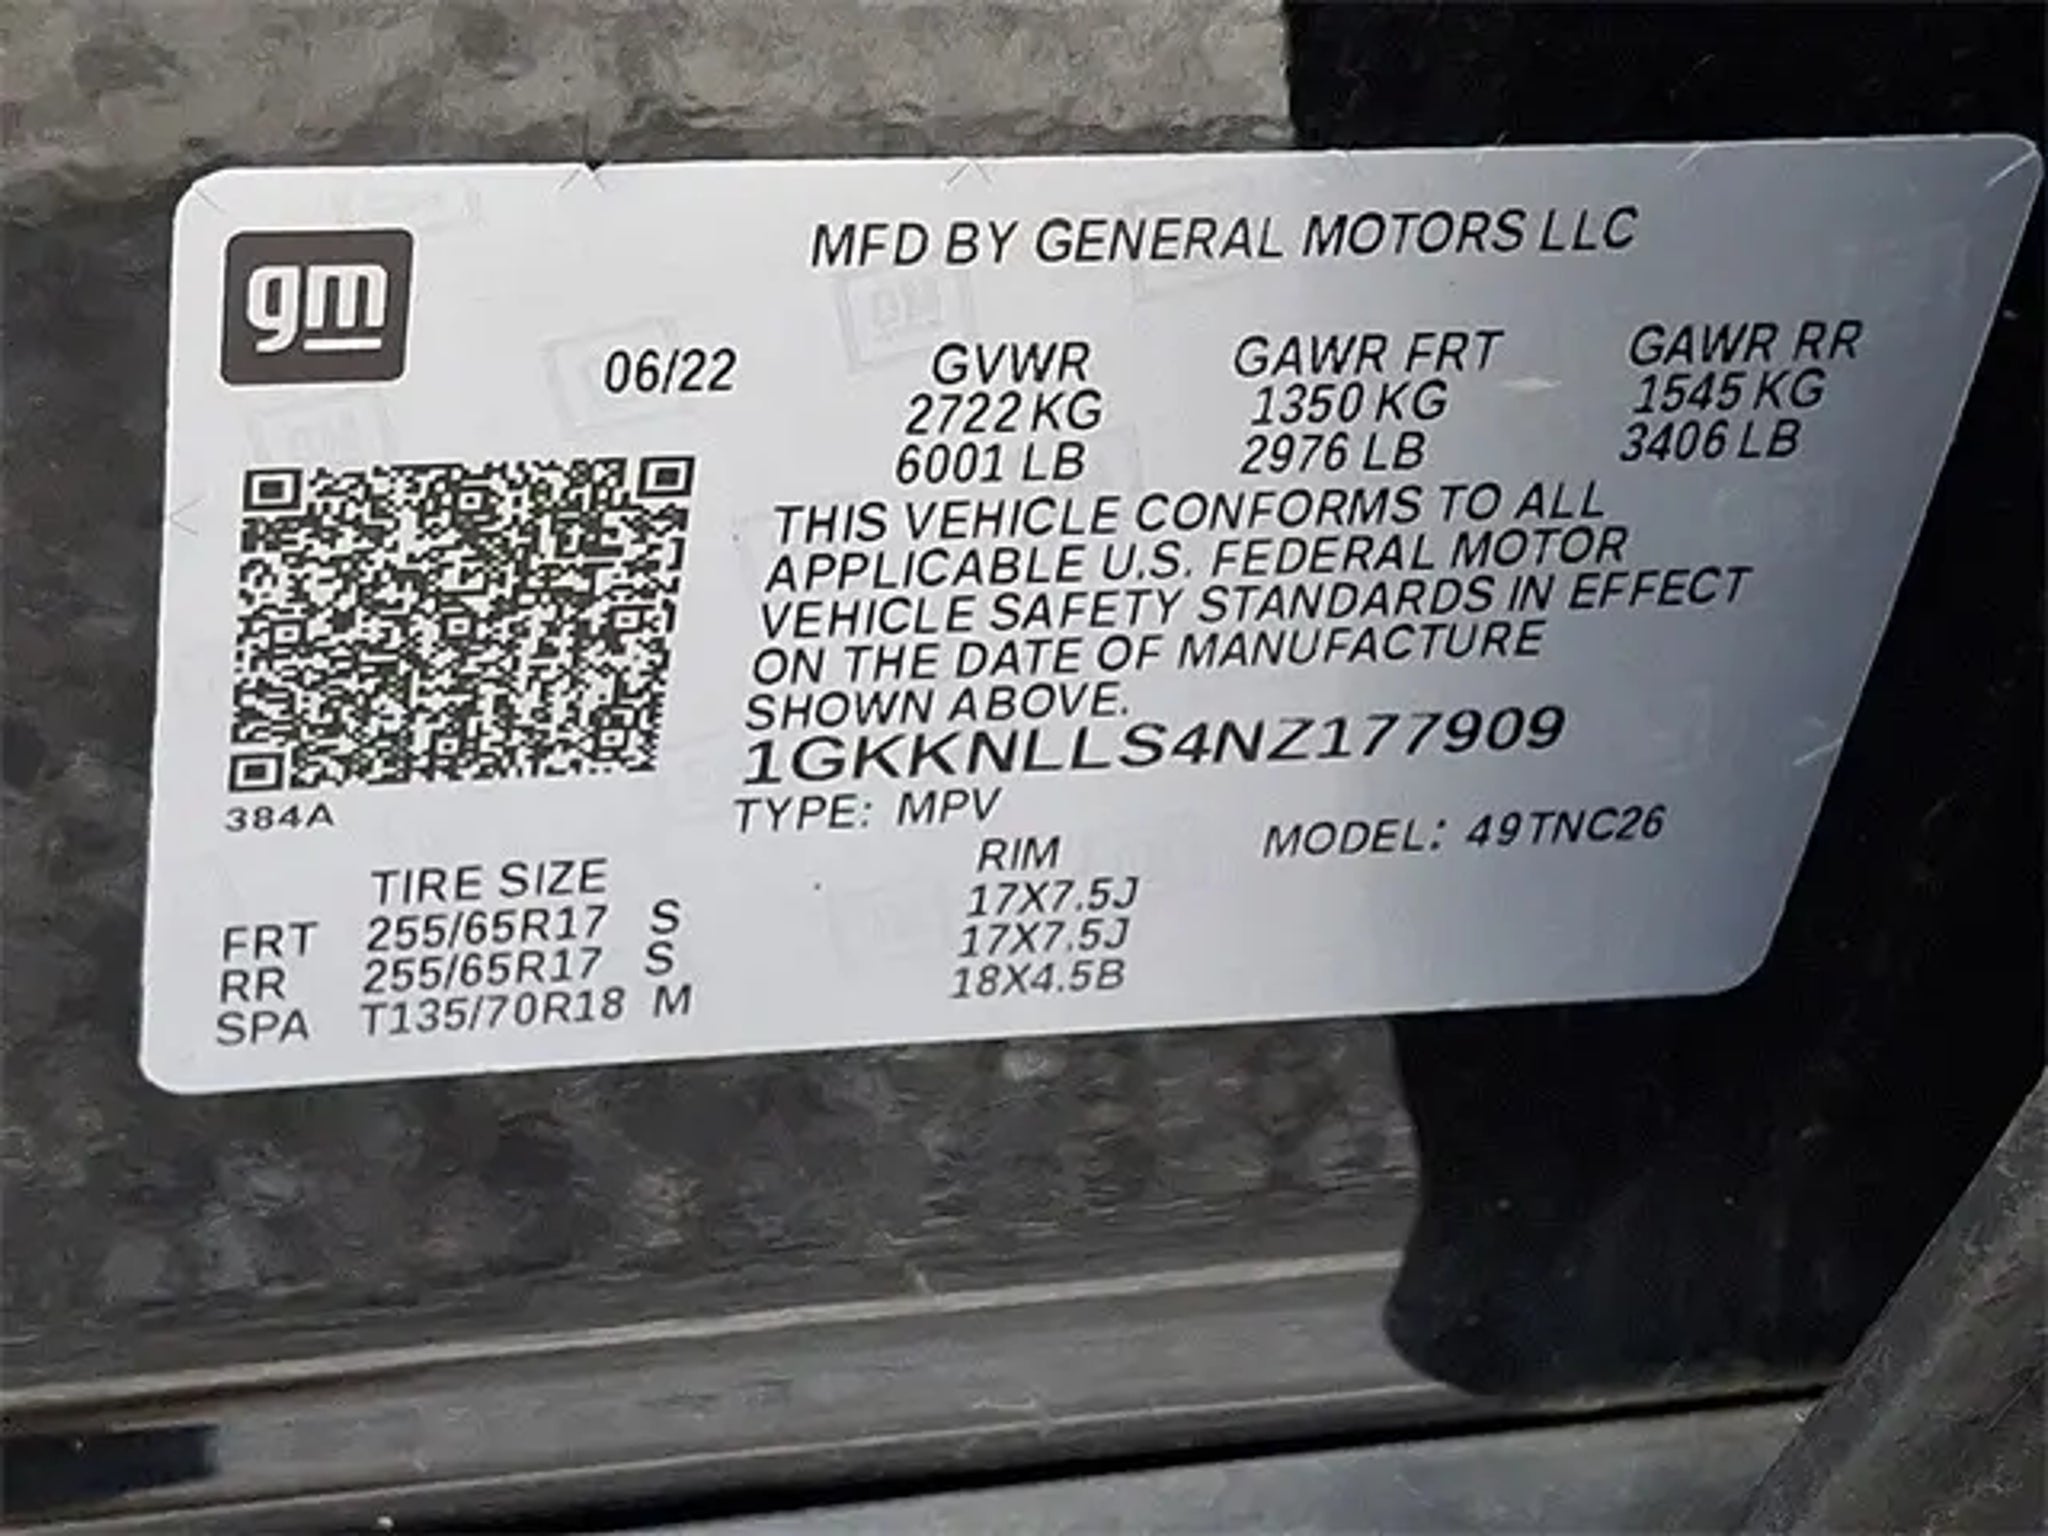 gm
MFD BY GENERAL MOTORS LLC
06/22 GVWR GAWR FRT GAWR RR
2722 KG 1350 KG 1545 KG
6001 LB 2976 LB 3406 LB
THIS VEHICLE CONFORMS TO ALL
APPLICABLE U.S. FEDERAL MOTOR
VEHICLE SAFETY STANDARDS IN EFFECT
ON THE DATE OF MANUFACTURE
SHOWN ABOVE.
1GKKNLLS4NZ177909
384A
TYPE: MPV MODEL: 49TNC26
TIRE SIZE RIM
FRT 255/65R17 S 17X7.5J
RR 255/65R17 S 17X7.5J
SPA T135/70R18 M 18X4.5B